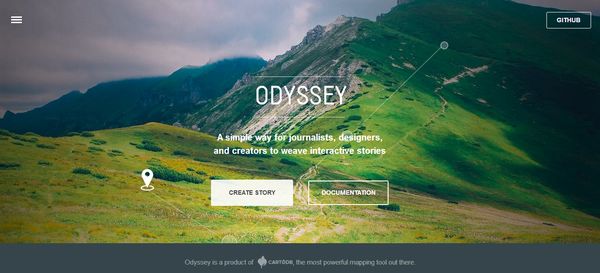 GITHUB
ODYSSEY
A simple way for journalists, designers,
and creators to weave interactive stories
CREATE STORY
DOCUMENTATION
Odyssey is a product of CARTODB, the most powerful mapping tool out there.